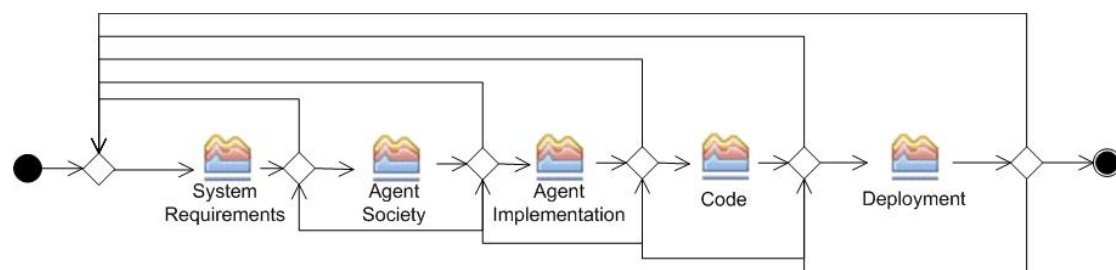 System
Requirements
Agent
Society
Agent
Implementation
Code
Deployment